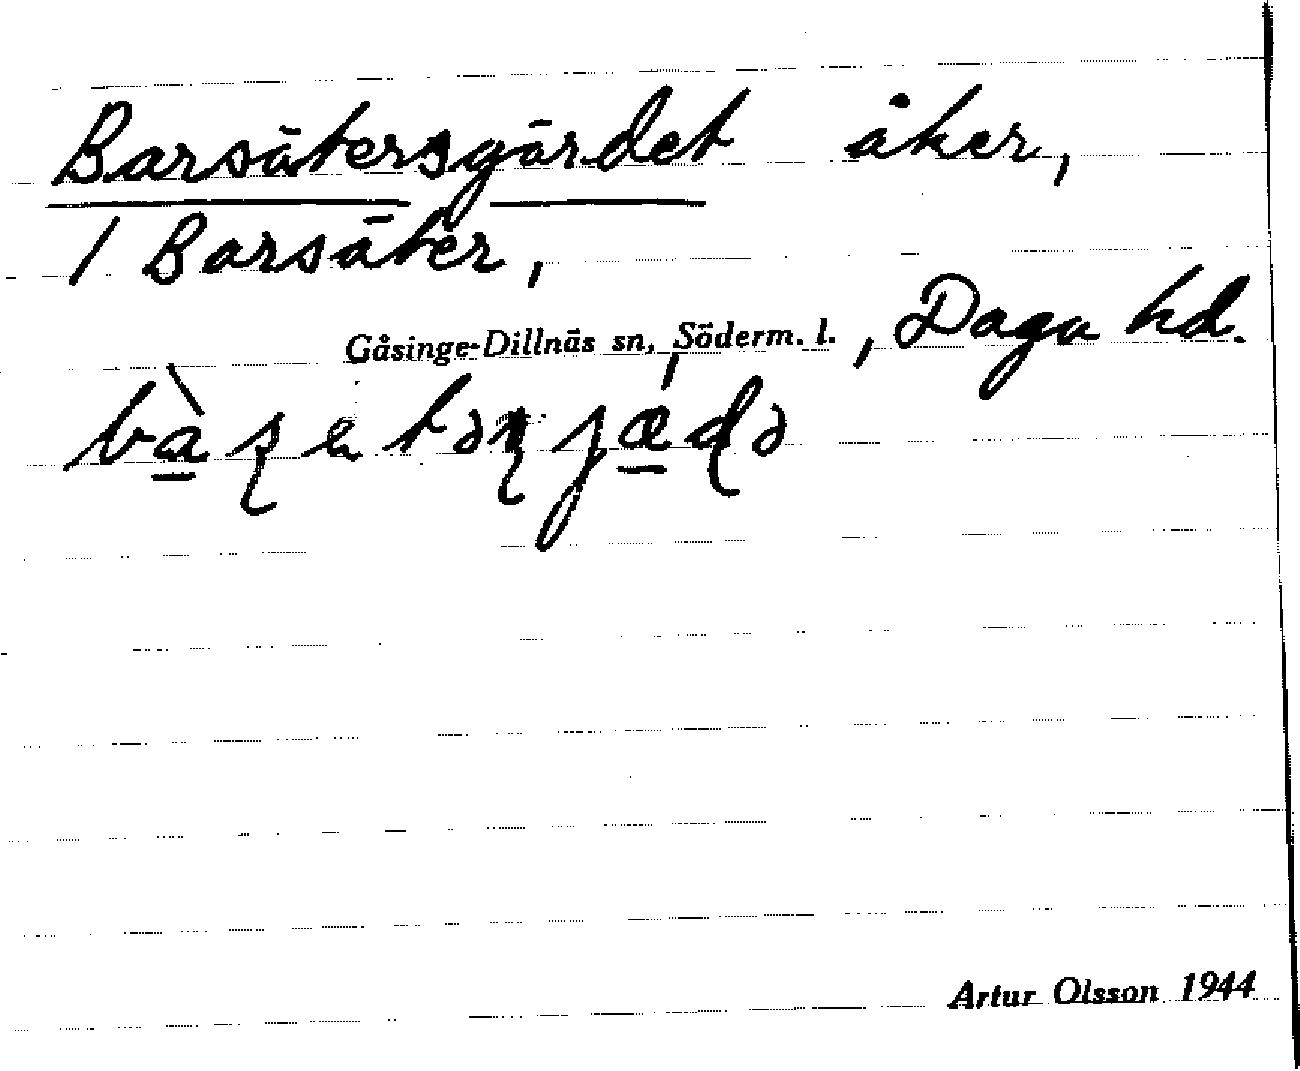 Barsätersgärdet åker,
/ Barsäter,
Gåsinge-Dillnäs sn, Söderm. l., Daga hd.
Artur Olsson 1944